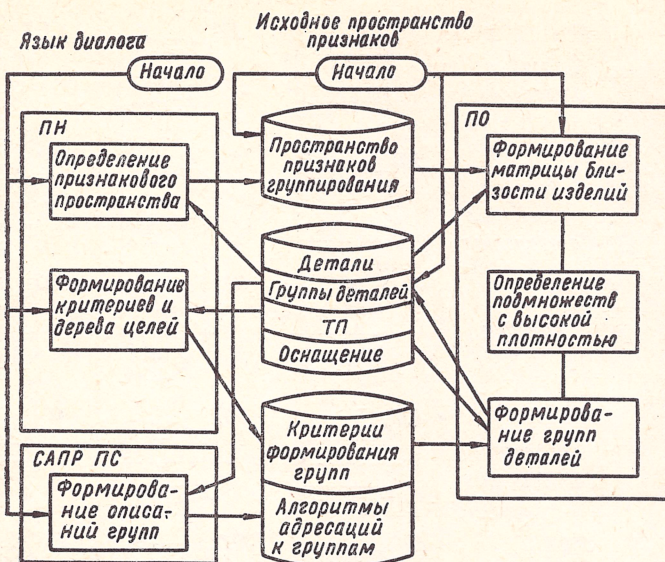 Язык диалога
Исходное пространство
признаков
Начало
Начало
ПН
Определение
признакового
пространства
Формирование
критериев и
дерева целей
САПР ПС
Формирова-
ние описа-
ний групп
Пространство
признаков
группирования
Детали
Группы деталей
ТП
Оснащение
Критерии
формирования
групп
Алгоритмы
адресаций
к группам
ПО
Формирование
матрицы бли-
зости изделий
Определение
подмножеств
с высокой
плотностью
Формирова-
ние групп
деталей